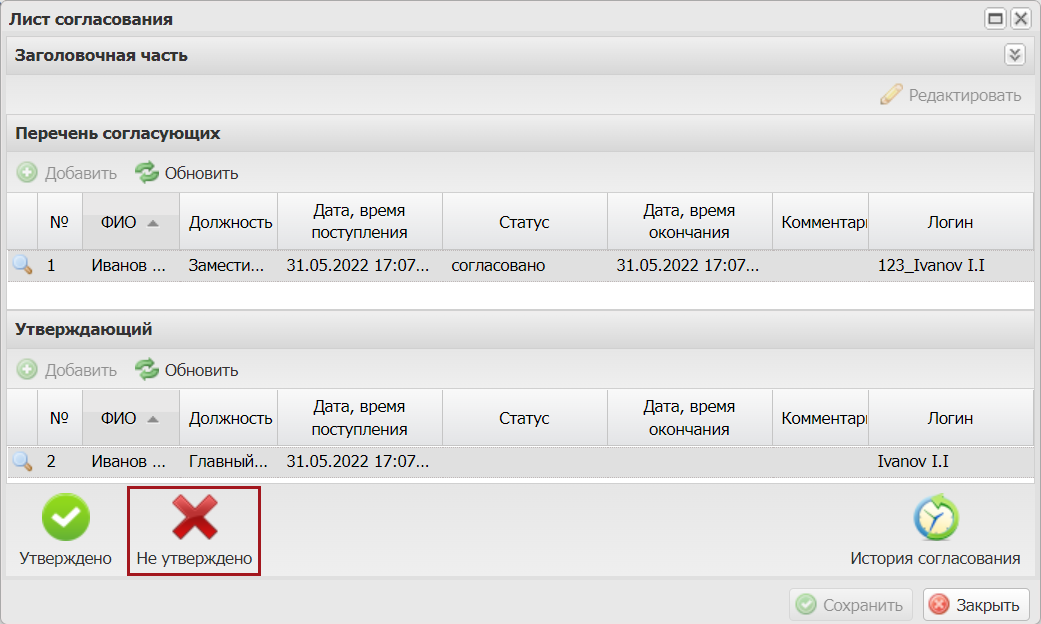 Лист согласования
Заголовочная часть
Редактировать
Перечень согласующих
Добавить Обновить
№ ФИО Должность Дата, время поступления Статус Дата, время окончания Комментари Логин
1 Иванов ... Замести... 31.05.2022 17:07... согласовано 31.05.2022 17:07... 123_Ivanov I.I
Утверждающий
Добавить Обновить
№ ФИО Должность Дата, время поступления Статус Дата, время окончания Комментари Логин
2 Иванов ... Главный... 31.05.2022 17:07... Ivanov I.I
Утверждено Не утверждено История согласования
Сохранить Закрыть